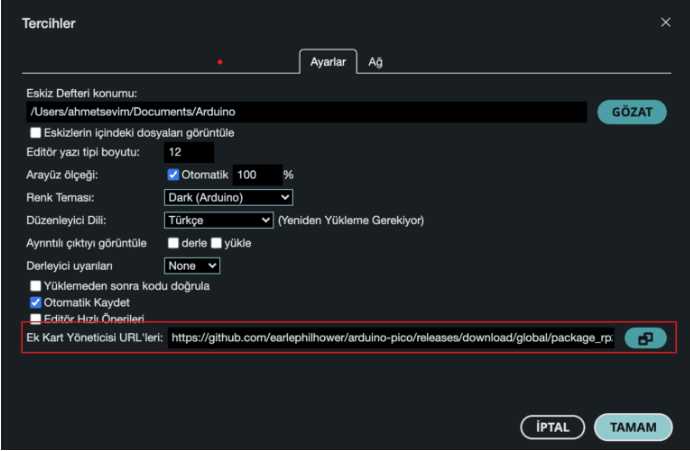 Tercihler
Ayarlar Ağ
Eskiz Defteri konumu:
/Users/ahmetsevim/Documents/Arduino GÖZAT
Eskizlerin içindeki dosyaları görüntüle
Editör yazı tipi boyutu: 12
Arayüz ölçeği: Otomatik 100 %
Renk Teması: Dark (Arduino)
Düzenleyici Dili: Türkçe (Yeniden Yükleme Gerekiyor)
Ayrıntılı çıktıyı görüntüle derle yükle
Derleyici uyarıları None
Yüklemeden sonra kodu doğrula
Otomatik Kaydet
Editör Hızlı Önerileri
Ek Kart Yöneticisi URL'leri: https://github.com/earlephilhower/arduino-pico/releases/download/global/package_rp
İPTAL TAMAM